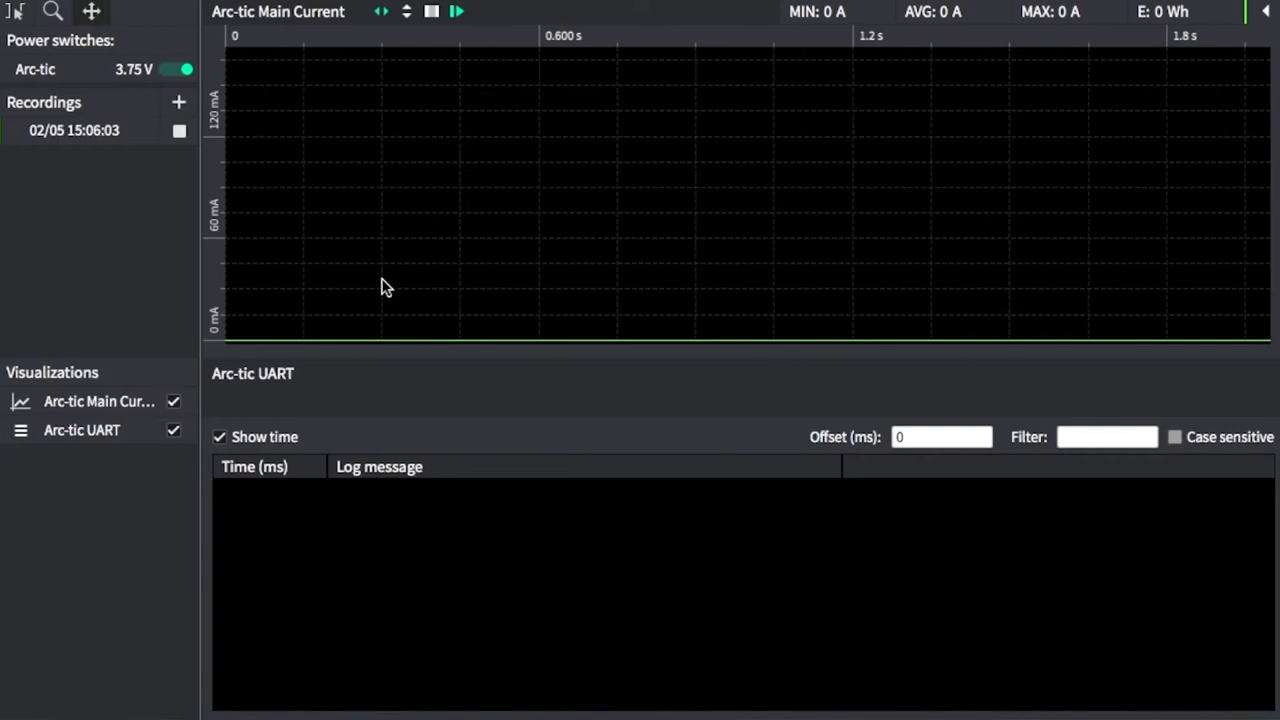 Arc-tic Main Current MIN: 0 A AVG: 0 A MAX: 0 A E: 0 Wh
Power switches:
0 0.600 s 1.2 s 1.8 s
Arc-tic 3.75 V
Recordings +
02/05 15:06:03
120 mA
60 mA
0 mA
Visualizations
Arc-tic Main Cur...
Arc-tic UART
Arc-tic UART
Show time Offset (ms): 0 Filter: Case sensitive
Time (ms) Log message